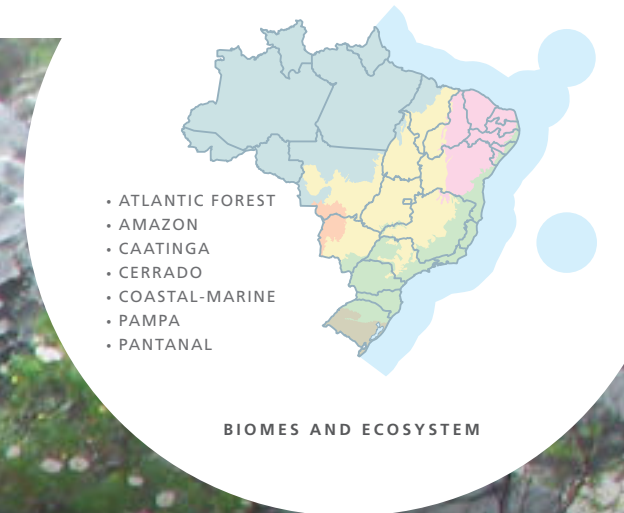 • ATLANTIC FOREST
• AMAZON
• CAATINGA
• CERRADO
• COASTAL-MARINE
• PAMPA
• PANTANAL
BIOMES AND ECOSYSTEM